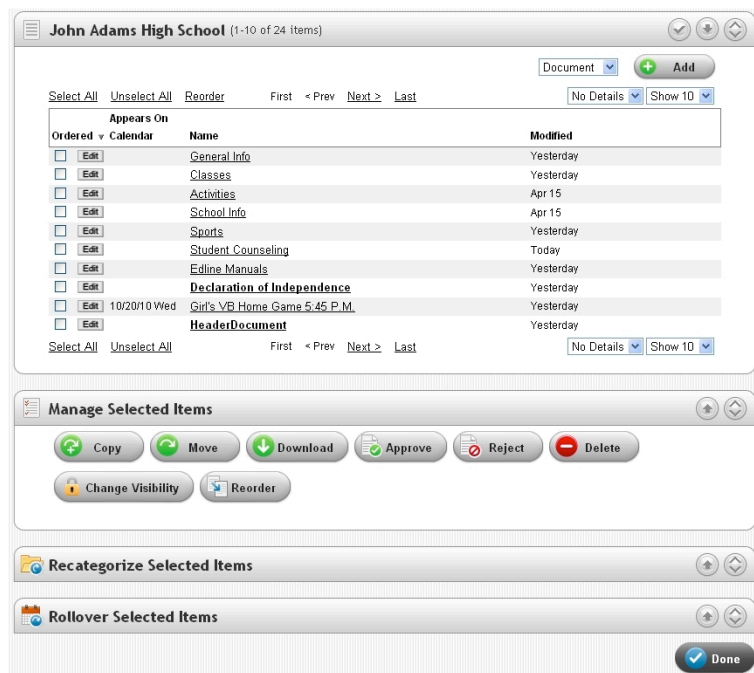 John Adams High School (1-10 of 24 items)
Document Add
Select All Unselect All Reorder First < Prev Next > Last No Details Show 10
Appears On
Ordered Calendar Name Modified
Edit General Info Yesterday
Edit Classes Yesterday
Edit Activities Apr 15
Edit School Info Apr 15
Edit Sports Yesterday
Edit Student Counseling Today
Edit Edline Manuals Yesterday
Edit Declaration of Independence Yesterday
Edit 10/20/10 Wed Girl's VB Home Game 5:45 P.M. Yesterday
Edit HeaderDocument Yesterday
Select All Unselect All First < Prev Next > Last No Details Show 10
Manage Selected Items
Copy Move Download Approve Reject Delete
Change Visibility Reorder
Recategorize Selected Items
Rollover Selected Items
Done